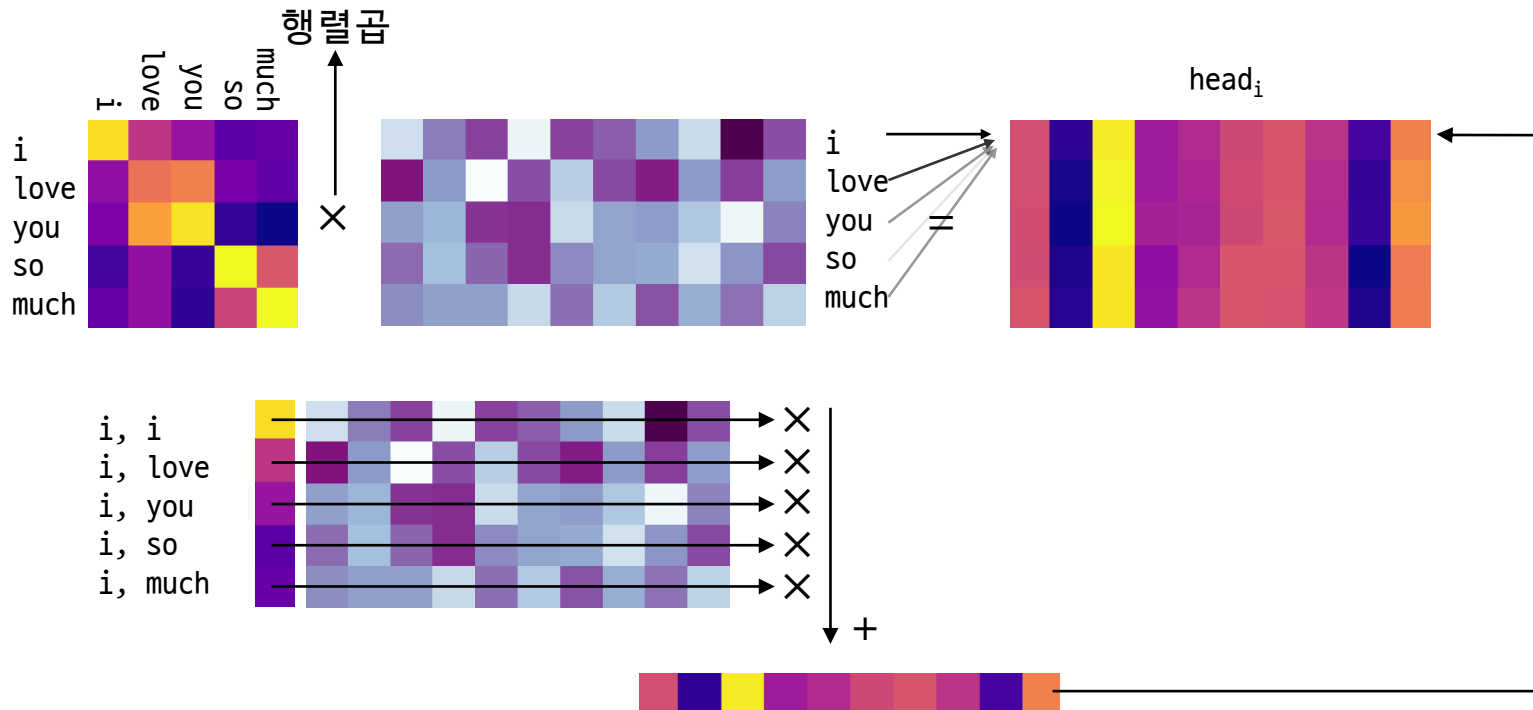 행렬곱
i
love
you
so
much
head_i
i
love
you
so
much
×
i
love
you
so
much
=
i, i
i, love
i, you
i, so
i, much
×
×
×
×
×
+